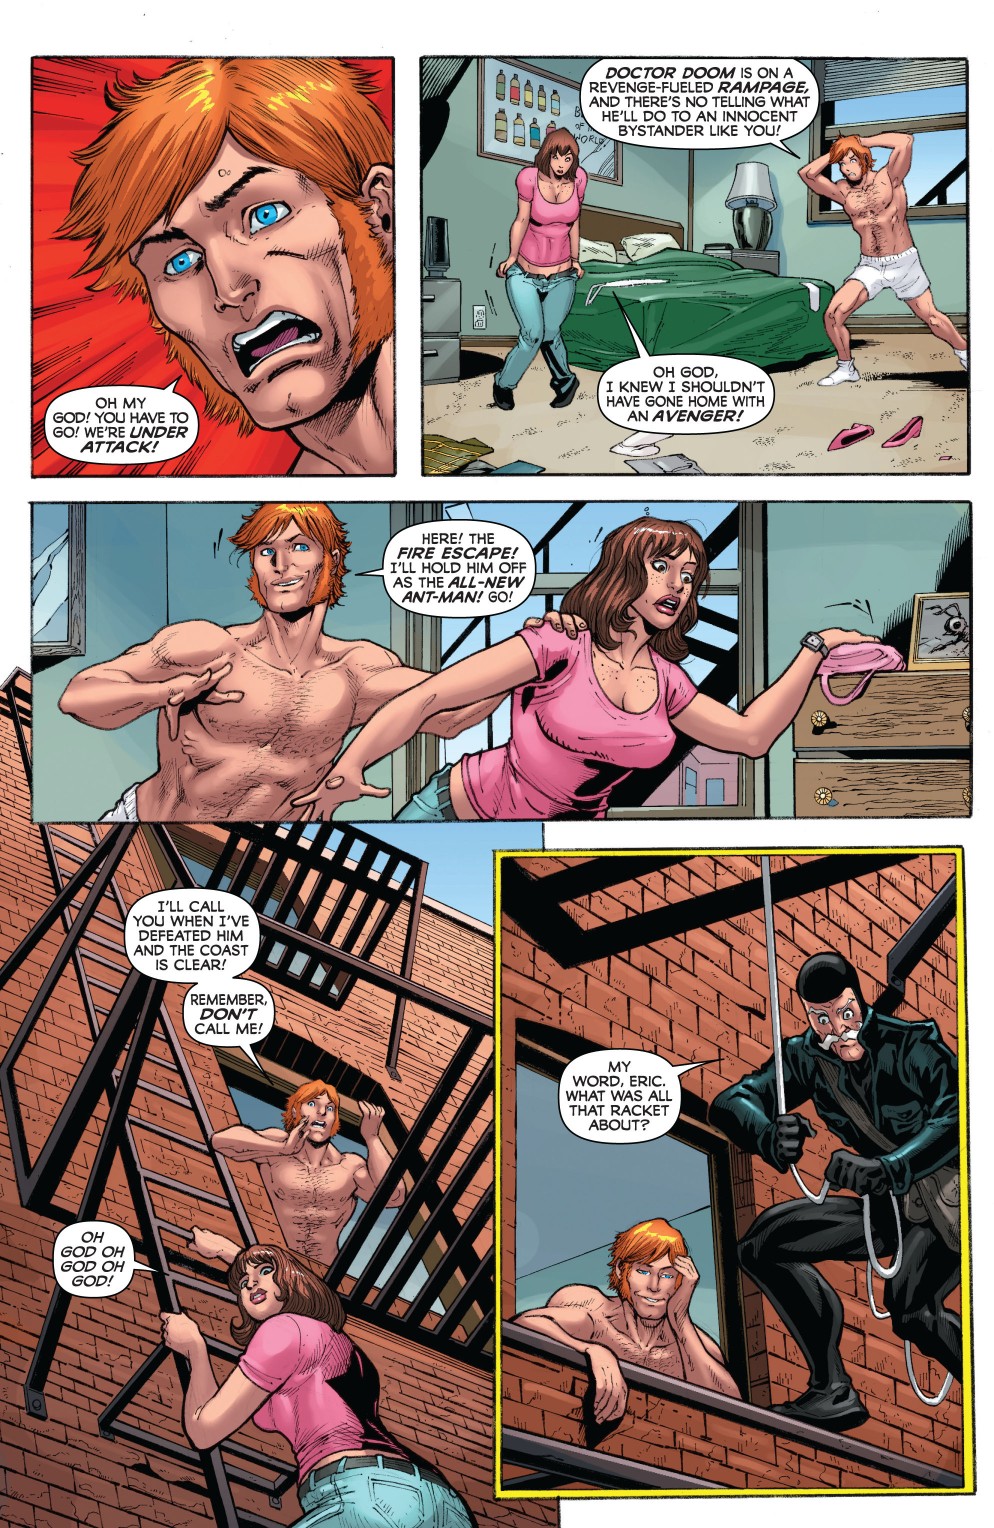 OH MY
GOD! YOU HAVE TO
GO! WE'RE UNDER
ATTACK!
DOCTOR DOOM IS ON A
REVENGE-FUELED RAMPAGE,
AND THERE'S NO TELLING WHAT
HE'LL DO TO AN INNOCENT
BYSTANDER LIKE YOU!
OH GOD,
I KNEW I SHOULDN'T
HAVE GONE HOME WITH
AN AVENGER!
HERE! THE
FIRE ESCAPE!
I'LL HOLD HIM OFF
AS THE ALL-NEW
ANT-MAN! GO!
I'LL CALL
YOU WHEN I'VE
DEFEATED HIM
AND THE COAST
IS CLEAR!
REMEMBER,
DON'T
CALL ME!
OH
GOD OH
GOD OH
GOD!
MY
WORD, ERIC.
WHAT WAS ALL
THAT RACKET
ABOUT?